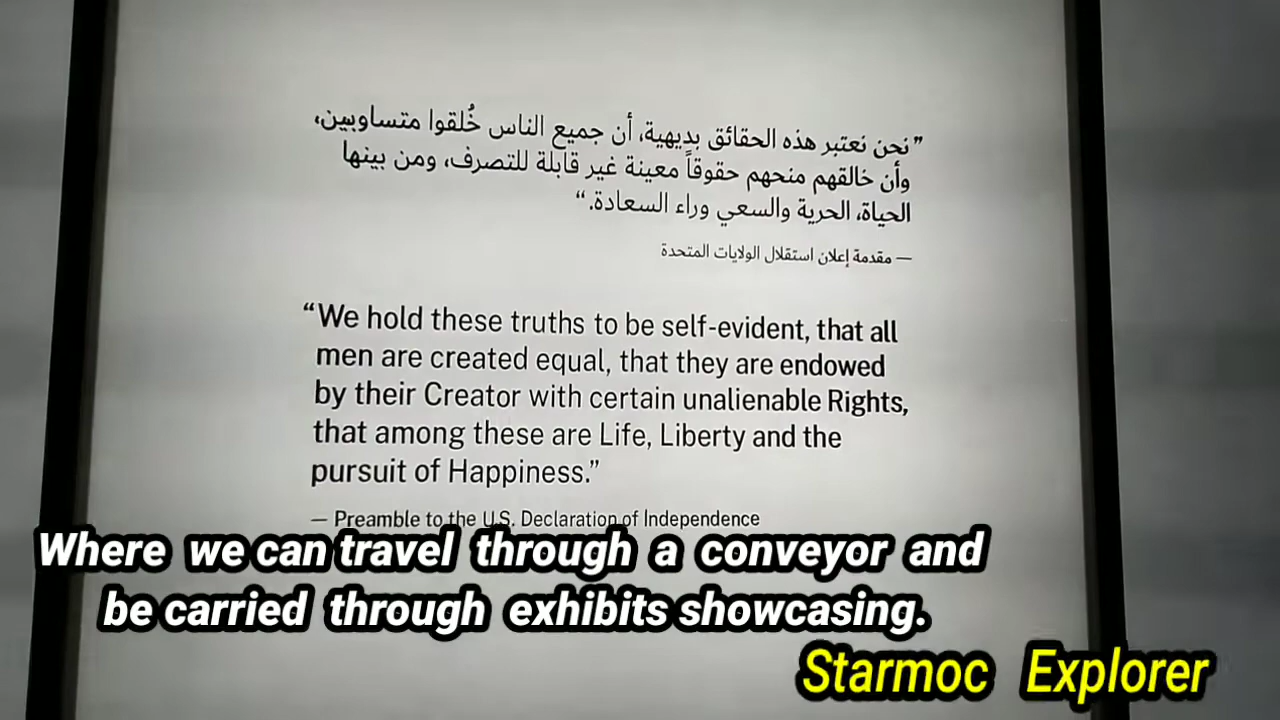 ”نحن نعتبر هذه الحقائق بديهية، أن جميع الناس خُلقوا متساويين،
وأن خالقهم منحهم حقوقاً معينة غير قابلة للتصرف، ومن بينها
الحياة، الحرية والسعي وراء السعادة.“
— مقدمة إعلان استقلال الولايات المتحدة
“We hold these truths to be self-evident, that all
men are created equal, that they are endowed
by their Creator with certain unalienable Rights,
that among these are Life, Liberty and the
pursuit of Happiness.”
— Preamble to the U.S. Declaration of Independence
Where we can travel through a conveyor and
be carried through exhibits showcasing.
Starmoc Explorer